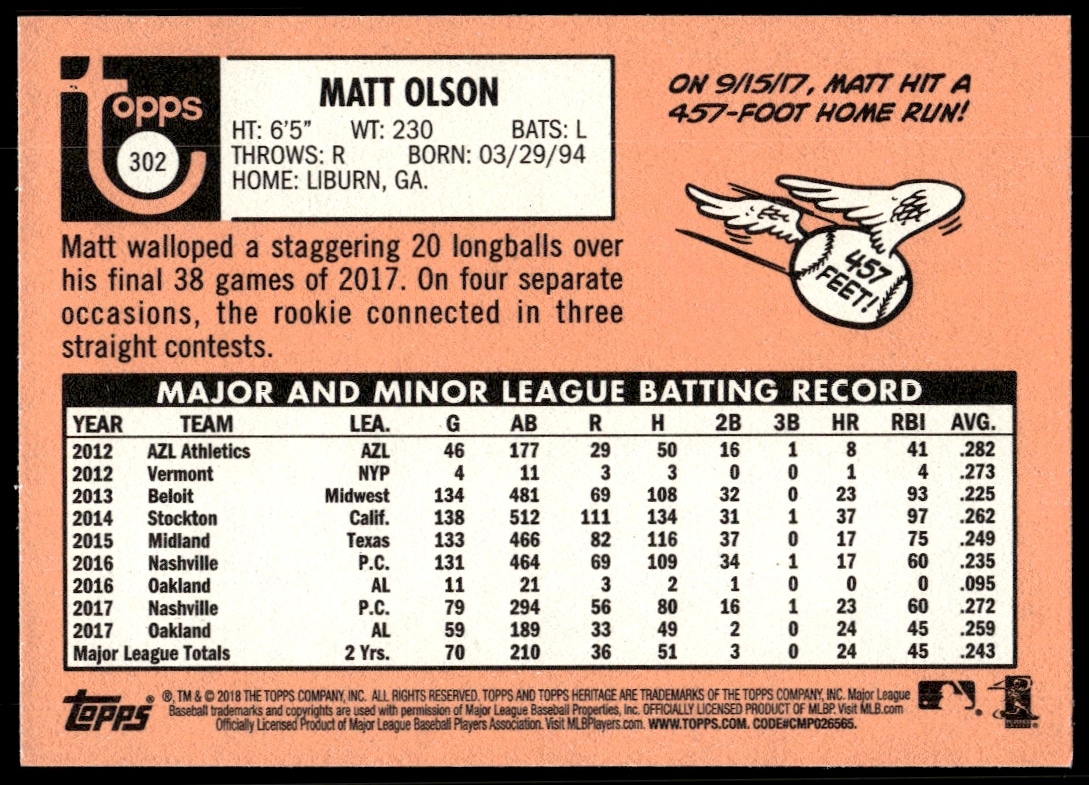 topps
302
MATT OLSON
HT: 6'5" WT: 230 BATS: L
THROWS: R BORN: 03/29/94
HOME: LIBURN, GA.
ON 9/15/17, MATT HIT A
457-FOOT HOME RUN!
457
FEET!
Matt walloped a staggering 20 longballs over
his final 38 games of 2017. On four separate
occasions, the rookie connected in three
straight contests.
MAJOR AND MINOR LEAGUE BATTING RECORD
YEAR TEAM LEA. G AB R H 2B 3B HR RBI AVG.
2012 AZL Athletics AZL 46 177 29 50 16 1 8 41 .282
2012 Vermont NYP 4 11 3 3 0 0 1 4 .273
2013 Beloit Midwest 134 481 69 108 32 0 23 93 .225
2014 Stockton Calif. 138 512 111 134 31 1 37 97 .262
2015 Midland Texas 133 466 82 116 37 0 17 75 .249
2016 Nashville P.C. 131 464 69 109 34 1 17 60 .235
2016 Oakland AL 11 21 3 2 1 0 0 0 .095
2017 Nashville P.C. 79 294 56 80 16 1 23 60 .272
2017 Oakland AL 59 189 33 49 2 0 24 45 .259
Major League Totals 2 Yrs. 70 210 36 51 3 0 24 45 .243
topps ® ®, TM & © 2018 THE TOPPS COMPANY, INC. ALL RIGHTS RESERVED. TOPPS AND TOPPS HERITAGE ARE TRADEMARKS OF THE TOPPS COMPANY, INC. Major League
Baseball trademarks and copyrights are used with permission of Major League Baseball Properties, Inc. OFFICIALLY LICENSED PRODUCT OF MLBP. Visit MLB.com
Officially Licensed Product of Major League Baseball Players Association. Visit MLBPlayers.com. WWW.TOPPS.COM. CODE#CMP026565.